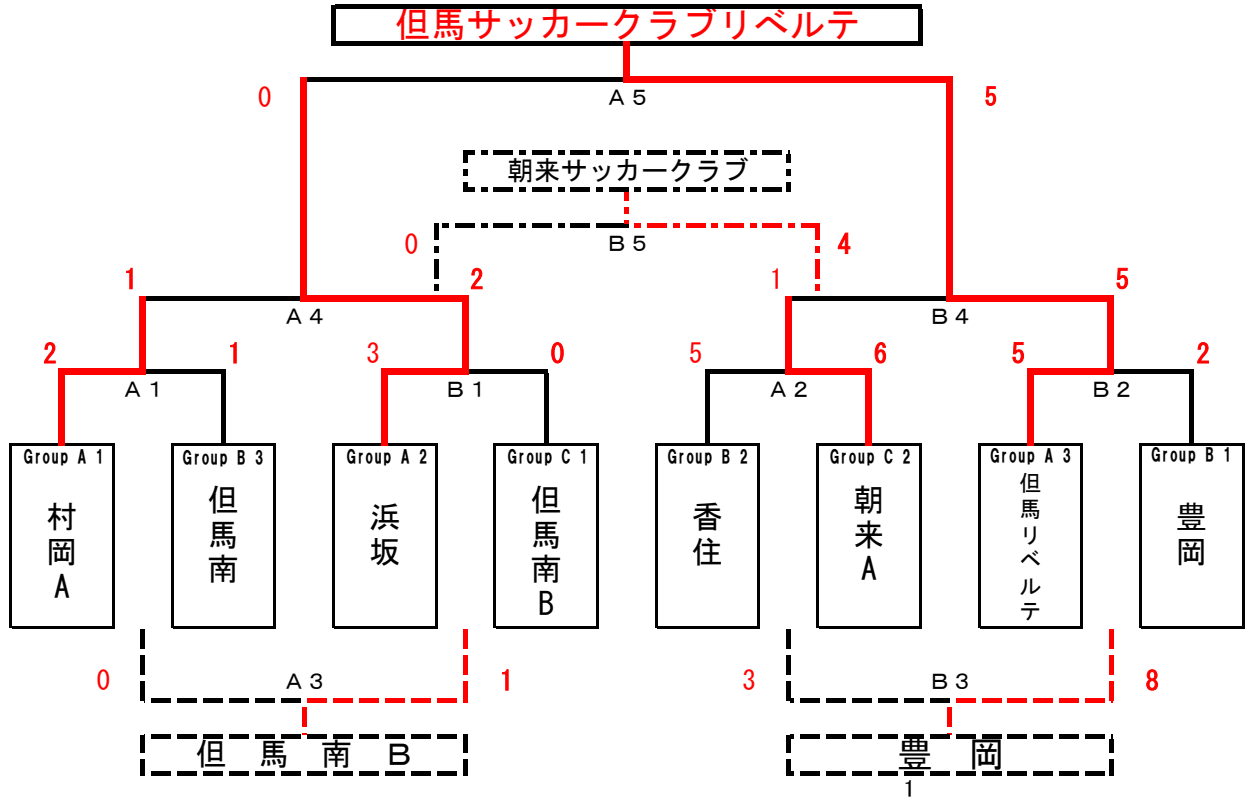 但馬サッカークラブリベルテ
0 5
A5
朝来サッカークラブ
0 B5 4
1 2 1 5
A4 B4
2 1 3 0 5 6 5 2
A1 B1 A2 B2
Group A 1 Group B 3 Group A 2 Group C 1 Group B 2 Group C 2 Group A 3 Group B 1
村岡A 但馬南 浜坂 但馬南B 香住 朝来A 但馬リベルテ 豊岡
0 A3 1 3 B3 8
但馬南B 豊岡
1